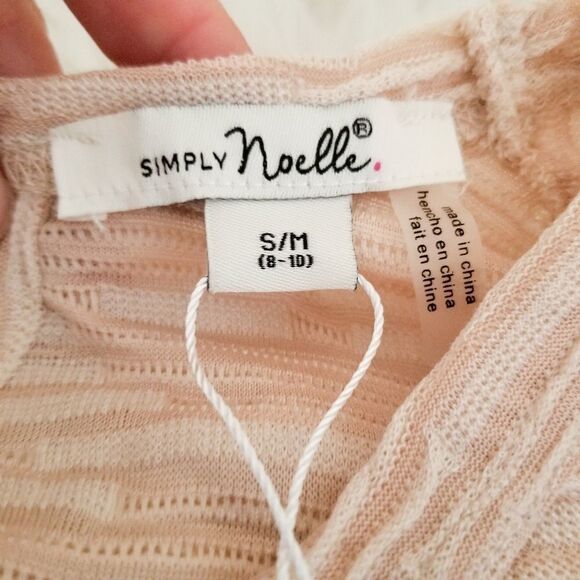 SIMPLY Noelle®.
S/M
(8-10)
made in china
hecho en china
fait en chine